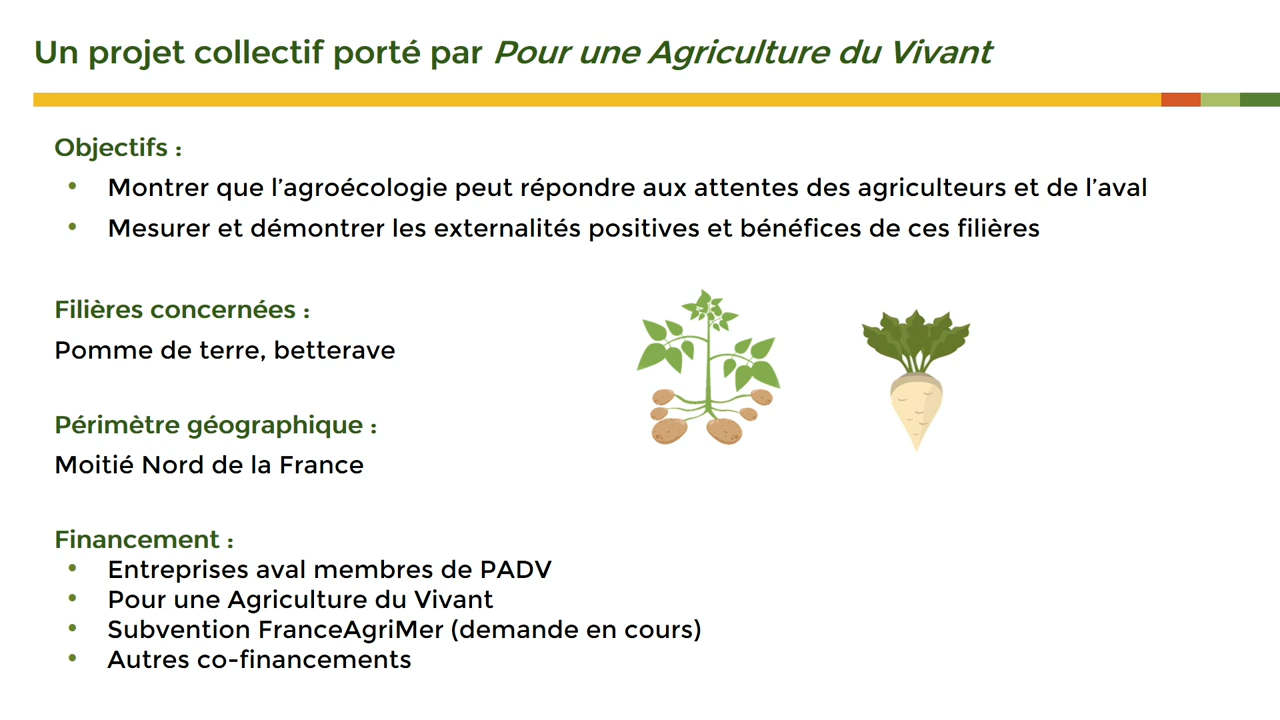 Un projet collectif porté par Pour une Agriculture du Vivant
Objectifs :
• Montrer que l’agroécologie peut répondre aux attentes des agriculteurs et de l’aval
• Mesurer et démontrer les externalités positives et bénéfices de ces filières
Filières concernées :
Pomme de terre, betterave
Périmètre géographique :
Moitié Nord de la France
Financement :
• Entreprises aval membres de PADV
• Pour une Agriculture du Vivant
• Subvention FranceAgriMer (demande en cours)
• Autres co-financements